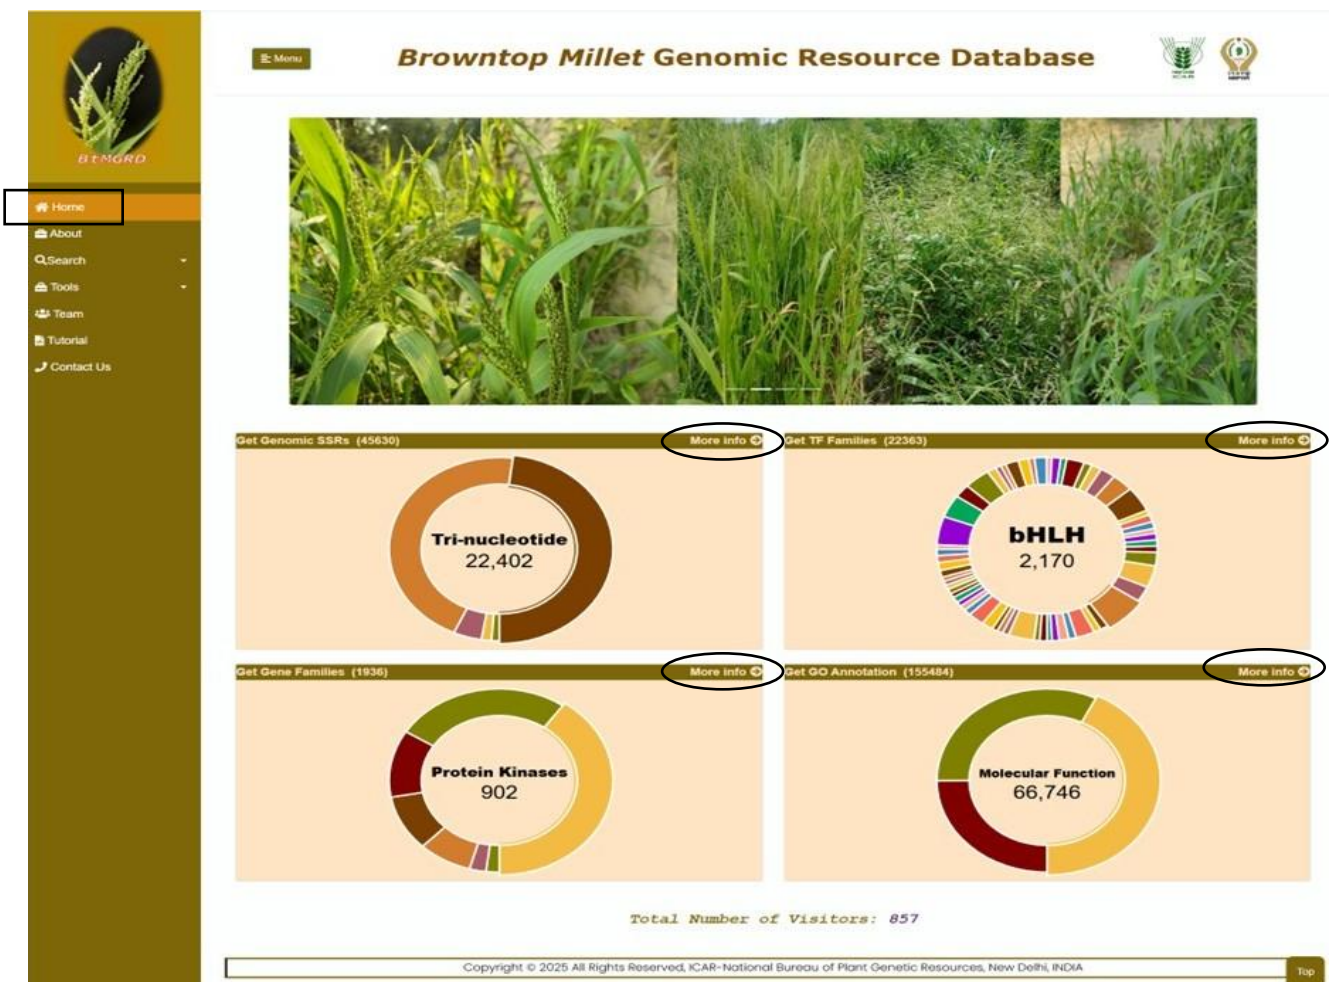 BtMGRD
Menu
Browntop Millet Genomic Resource Database
Home
About
Search
Tools
Team
Tutorial
Contact Us
Get Genomic SSRs (45630) More info
Get TF Families (22363) More info
Tri-nucleotide
22,402
bHLH
2,170
Get Gene Families (1936) More info
Get GO Annotation (155484) More info
Protein Kinases
902
Molecular Function
66,746
Total Number of Visitors: 857
Copyright © 2025 All Rights Reserved, ICAR-National Bureau of Plant Genetic Resources, New Delhi, INDIA
Top